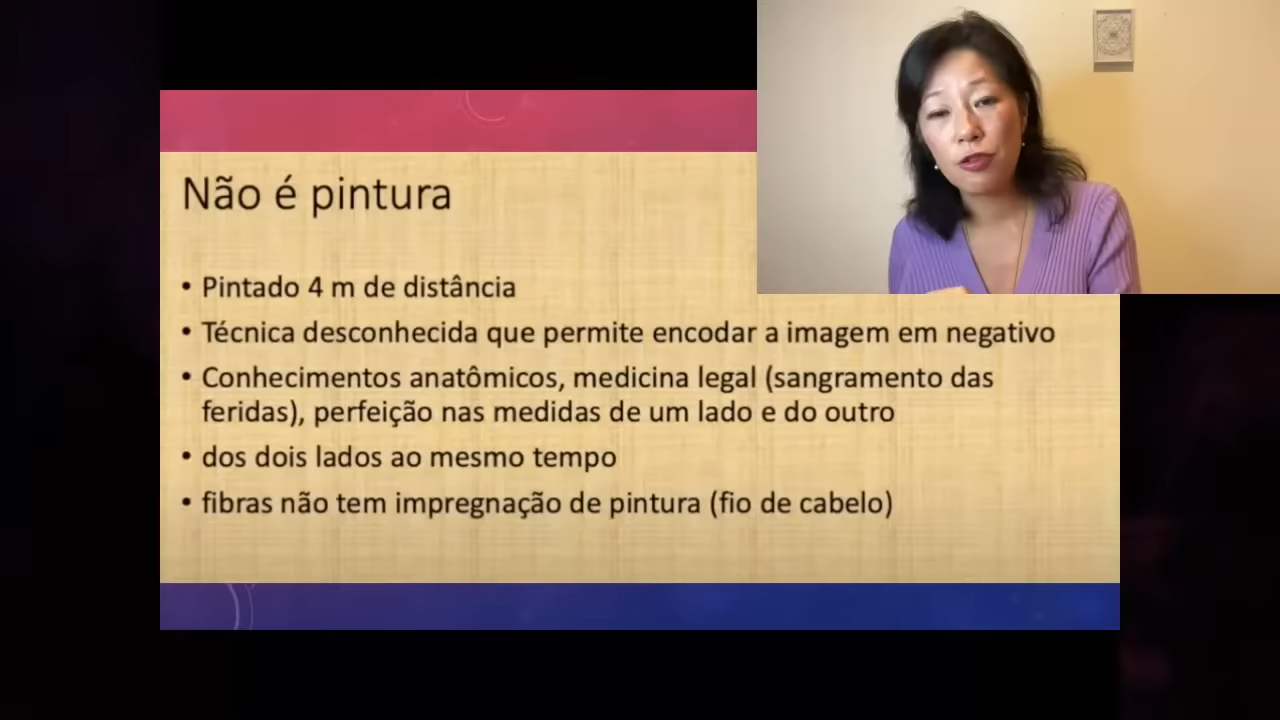 Não é pintura
• Pintado 4 m de distância
• Técnica desconhecida que permite encodar a imagem em negativo
• Conhecimentos anatômicos, medicina legal (sangramento das
feridas), perfeição nas medidas de um lado e do outro
• dos dois lados ao mesmo tempo
• fibras não tem impregnação de pintura (fio de cabelo)